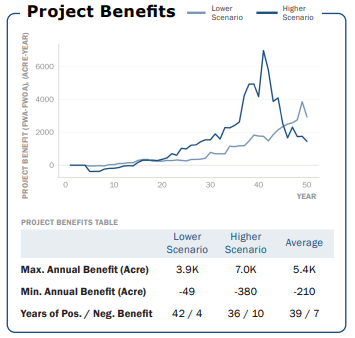 Project Benefits
Lower Scenario
Higher Scenario
PROJECT BENEFIT (FWA-FWOA), (ACRE-YEAR)
6000
4000
2000
0
0 10 20 30 40 50
YEAR
PROJECT BENEFITS TABLE
Lower Scenario Higher Scenario Average
Max. Annual Benefit (Acre) 3.9K 7.0K 5.4K
Min. Annual Benefit (Acre) -49 -380 -210
Years of Pos. / Neg. Benefit 42 / 4 36 / 10 39 / 7